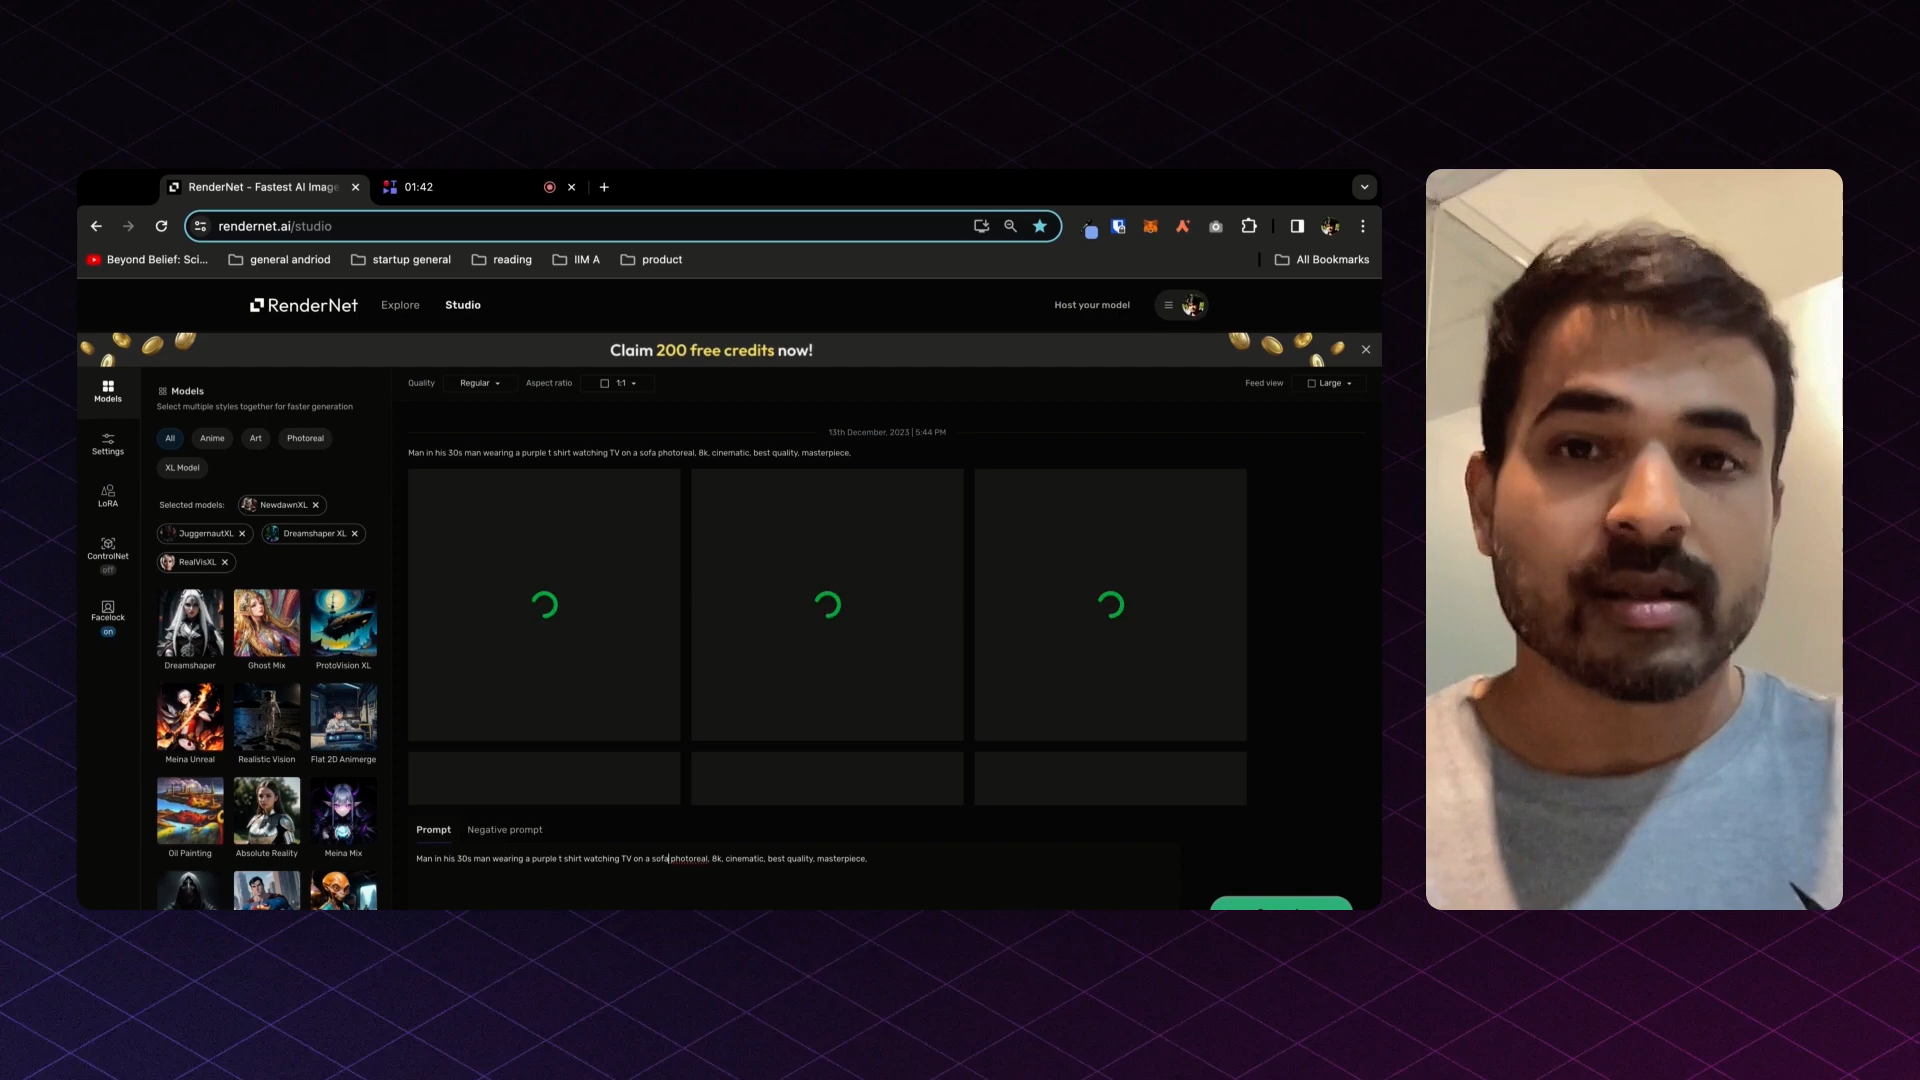 RenderNet - Fastest AI Image
01:42
rendernet.ai/studio
Beyond Belief: Sci...
general andriod
startup general
reading
IIM A
product
All Bookmarks
RenderNet
Explore
Studio
Host your model
Claim 200 free credits now!
Models
Settings
LoRA
ControlNet
off
Facelock
on
Models
Select multiple styles together for faster generation
All
Anime
Art
Photoreal
XL Model
Selected models:
NewdawnXL
JuggernautXL
Dreamshaper XL
RealVisXL
Dreamshaper
Ghost Mix
ProtoVision XL
Meina Unreal
Realistic Vision
Flat 2D Animerge
Oil Painting
Absolute Reality
Meina Mix
Quality
Regular
Aspect ratio
1:1
Feed view
Large
13th December, 2023 | 5:44 PM
Man in his 30s man wearing a purple t shirt watching TV on a sofa photoreal, 8k, cinematic, best quality, masterpiece,
Prompt
Negative prompt
Man in his 30s man wearing a purple t shirt watching TV on a sofa photoreal, 8k, cinematic, best quality, masterpiece,